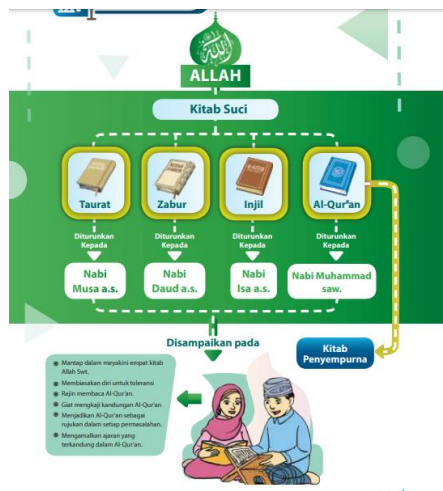 ALLAH
Kitab Suci
Taurat
Zabur
Injil
Al-Qur'an
Diturunkan
Kepada
Diturunkan
Kepada
Diturunkan
Kepada
Diturunkan
Kepada
Nabi
Musa a.s.
Nabi
Daud a.s.
Nabi
Isa a.s.
Nabi Muhammad
saw.
Disampaikan pada
Kitab
Penyempurna
Mantap dalam meyakini empat kitab
Allah Swt.
Membiasakan diri untuk toleransi
Rajin membaca Al-Qur'an.
Giat mengkaji kandungan Al-Qur'an
Menjadikan Al-Qur'an sebagai
rujukan dalam setiap permasalahan.
Mengamalkan ajaran yang
terkandung dalam Al-Qur'an.